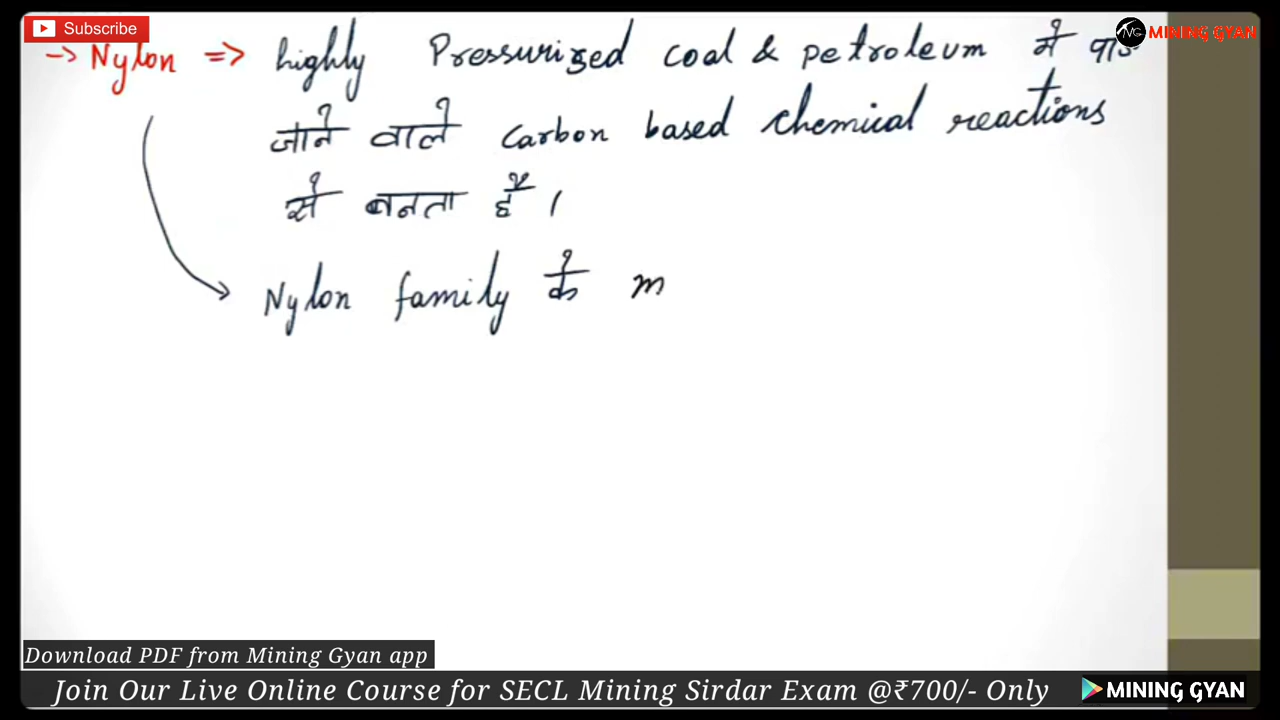 Subscribe
MINING GYAN
→ Nylon => highly Pressurized coal & petroleum में
जाने वाले carbon based chemical reactions
से बनता है ।
Nylon family के m
Download PDF from Mining Gyan app
Join Our Live Online Course for SECL Mining Sirdar Exam @₹700/- Only
MINING GYAN